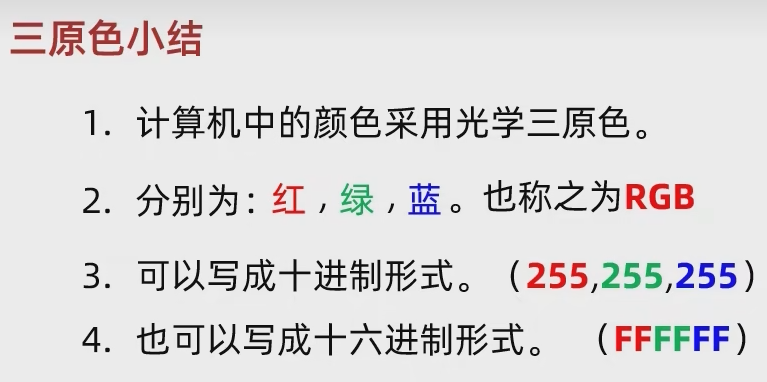 三原色小结
1. 计算机中的颜色采用光学三原色。
2. 分别为：红，绿，蓝。也称之为RGB
3. 可以写成十进制形式。（255,255,255）
4. 也可以写成十六进制形式。（FFFFFF）